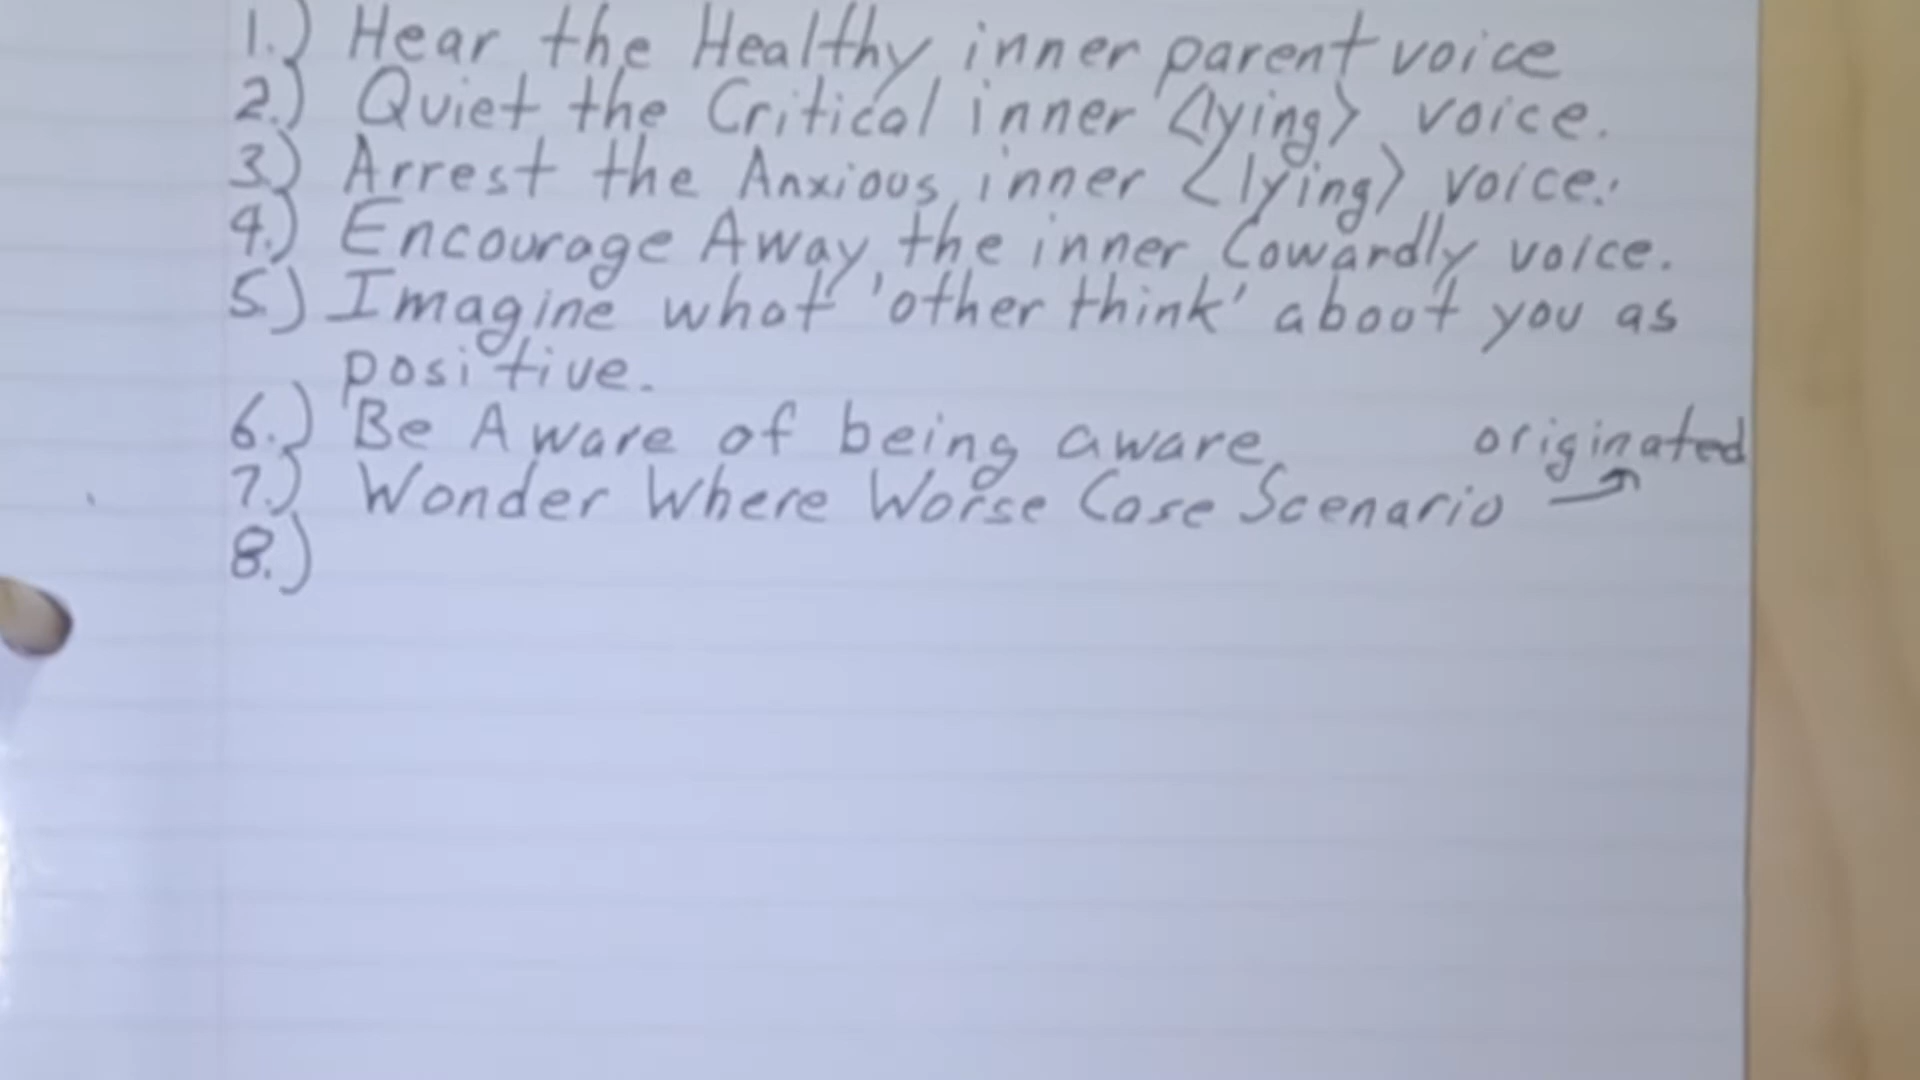 1.) Hear the Healthy inner parent voice
2.) Quiet the Critical inner <lying> voice.
3.) Arrest the Anxious inner <lying> voice.
4.) Encourage Away the inner Cowardly voice.
5.) Imagine what 'other think' about you as
positive.
6.) Be Aware of being aware.
originated
7.) Wonder Where Worse Case Scenario →
8.)